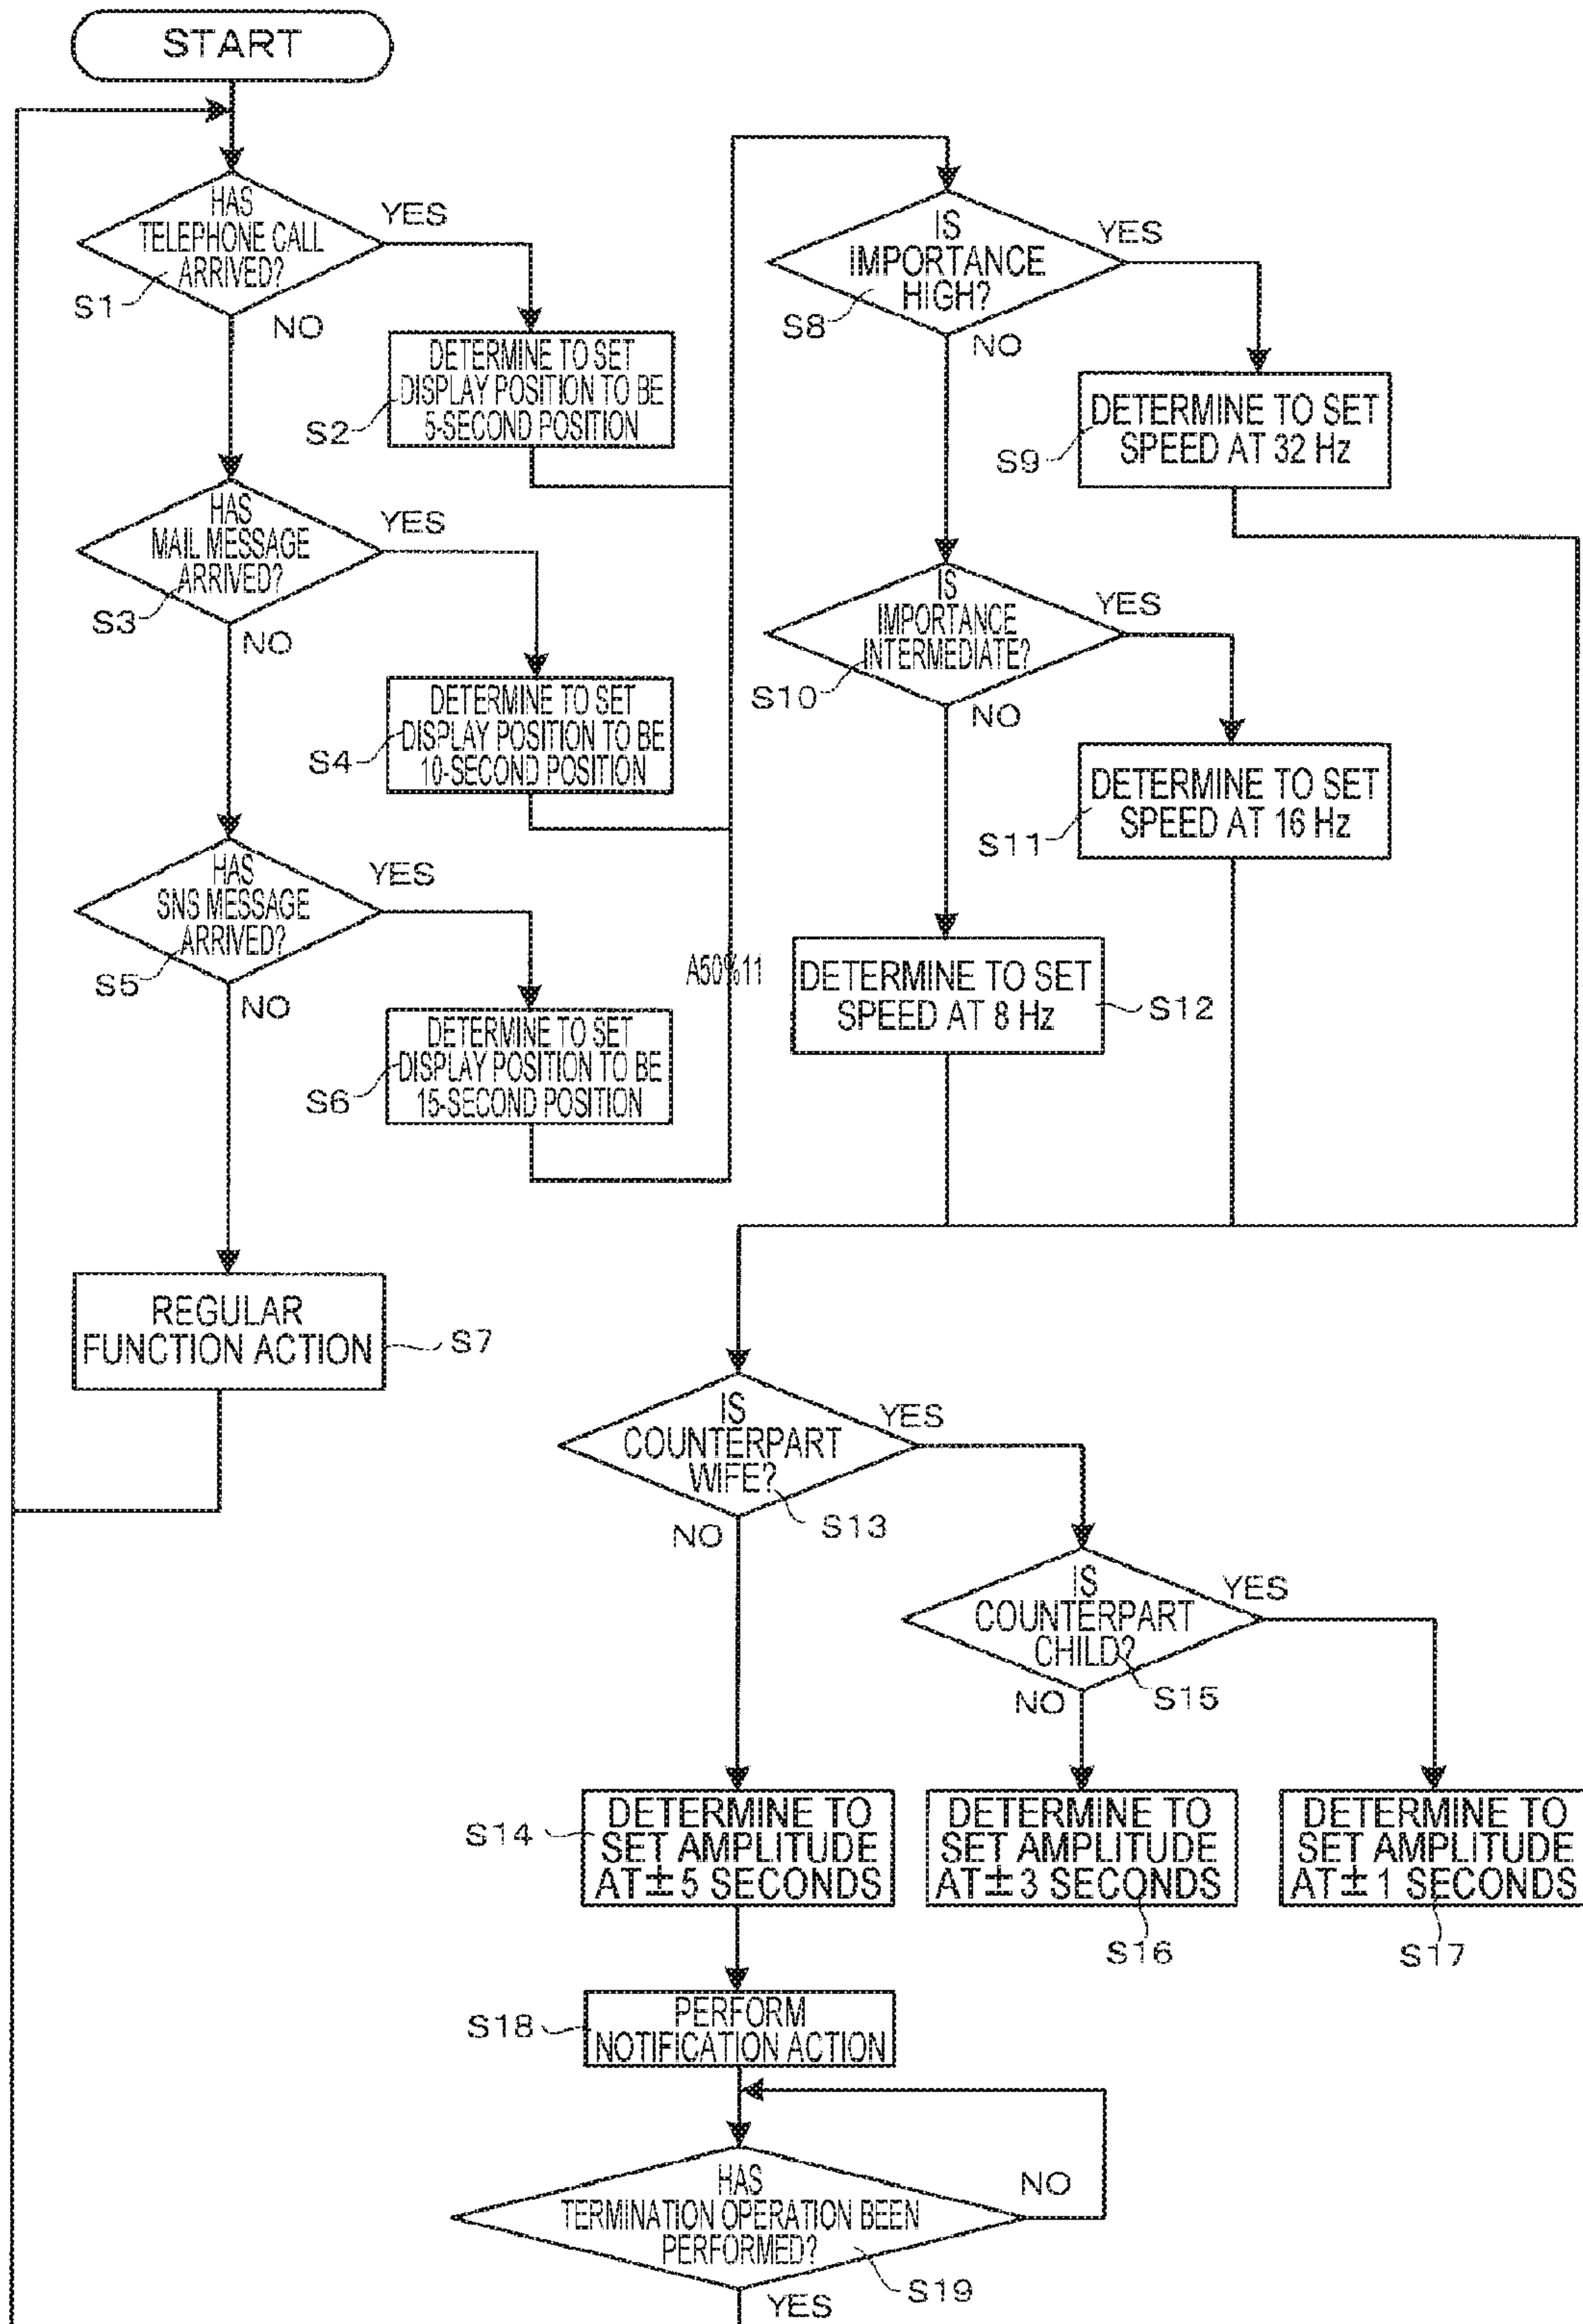 START
HAS
TELEPHONE CALL
ARRIVED?
YES
S1
NO
DETERMINE TO SET
DISPLAY POSITION TO BE
5-SECOND POSITION
S2
HAS
MAIL MESSAGE
ARRIVED?
YES
S3
NO
DETERMINE TO SET
DISPLAY POSITION TO BE
10-SECOND POSITION
S4
HAS
SNS MESSAGE
ARRIVED?
YES
S5
NO
DETERMINE TO SET
DISPLAY POSITION TO BE
15-SECOND POSITION
S6
REGULAR
FUNCTION ACTION
S7
A50%11
IS
IMPORTANCE
HIGH?
YES
S8
NO
DETERMINE TO SET
SPEED AT 32 Hz
S9
IS
IMPORTANCE
INTERMEDIATE?
YES
S10
NO
DETERMINE TO SET
SPEED AT 16 Hz
S11
DETERMINE TO SET
SPEED AT 8 Hz
S12
IS
COUNTERPART
WIFE?
YES
S13
NO
IS
COUNTERPART
CHILD?
YES
S15
NO
S14
DETERMINE TO
SET AMPLITUDE
AT±5 SECONDS
DETERMINE TO
SET AMPLITUDE
AT±3 SECONDS
S16
DETERMINE TO
SET AMPLITUDE
AT±1 SECONDS
S17
S18
PERFORM
NOTIFICATION ACTION
HAS
TERMINATION OPERATION BEEN
PERFORMED?
NO
S19
YES